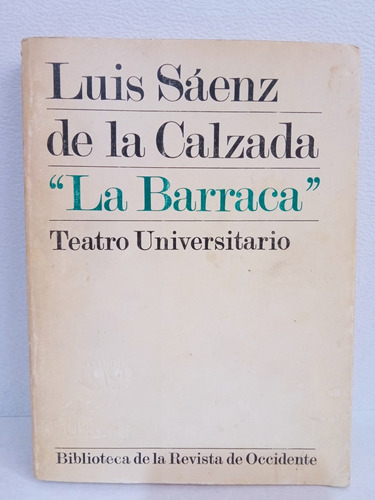 Luis Sáenz
de la Calzada
“La Barraca”
Teatro Universitario
Biblioteca de la Revista de Occidente